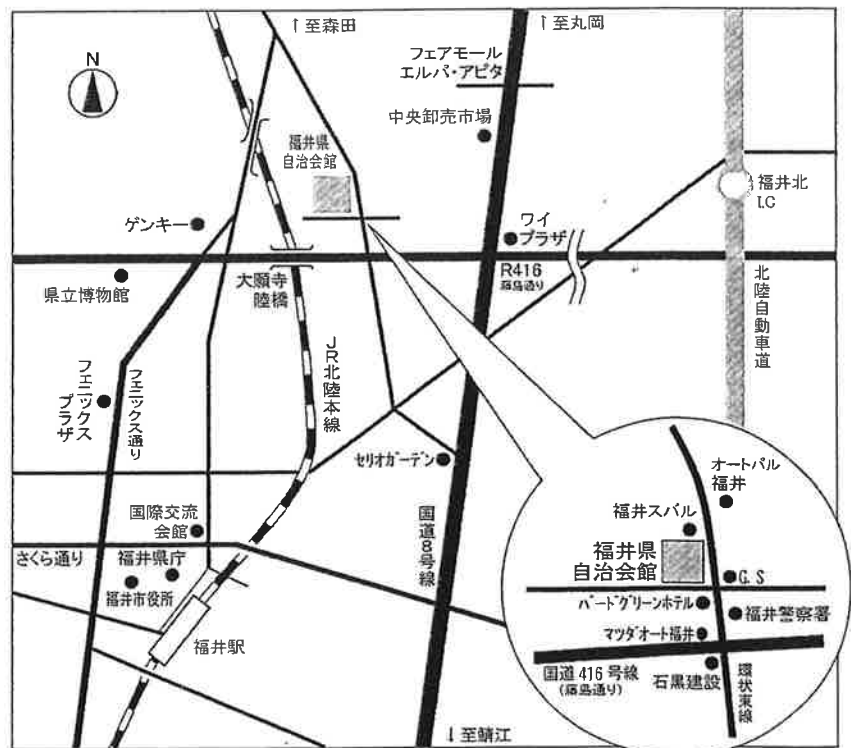 ↑至森田
↑至丸岡
N
フェアモール
エルパ・アピタ
中央卸売市場
福井県
自治会館
福井北
I.C
ゲンキー
ワイ
プラザ
R416
藤島通り
県立博物館
大願寺
陸橋
北陸自動車道
JR北陸本線
フェニックス
プラザ
フェニックス通り
セリオガーデン
国道8号線
国際交流
会館
さくら通り
福井県庁
福井市役所
福井駅
↓至鯖江
オートパル
福井
福井スバル
福井県
自治会館
G.S
バードグリーンホテル
福井警察署
マツダオート福井
国道416号線
(藤島通り)
石黒建設
環状東線